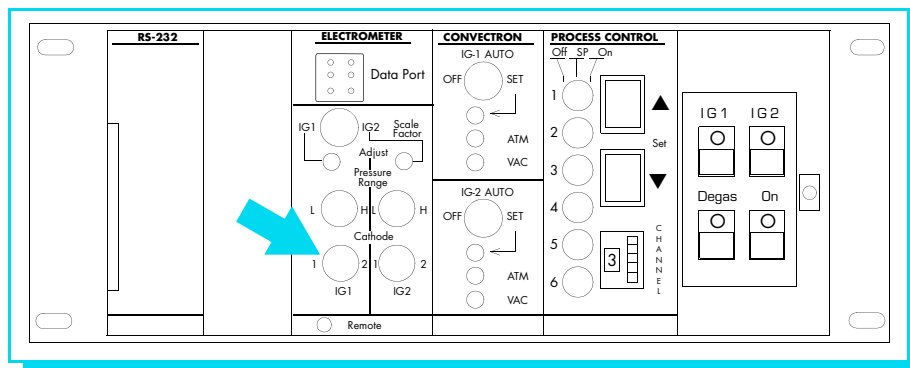 RS-232
ELECTROMETER
CONVECTRON
PROCESS CONTROL
Data Port
IG1 IG2 Scale
Factor
Adjust
Pressure
Range
L H L H
Cathode
1 2 1 2
IG1 IG2
Remote
IG-1 AUTO
OFF SET
ATM
VAC
IG-2 AUTO
OFF SET
ATM
VAC
Off SP On
1
2
3
4
5
6
Set
3
CHANNEL
IG1 IG2
Degas On